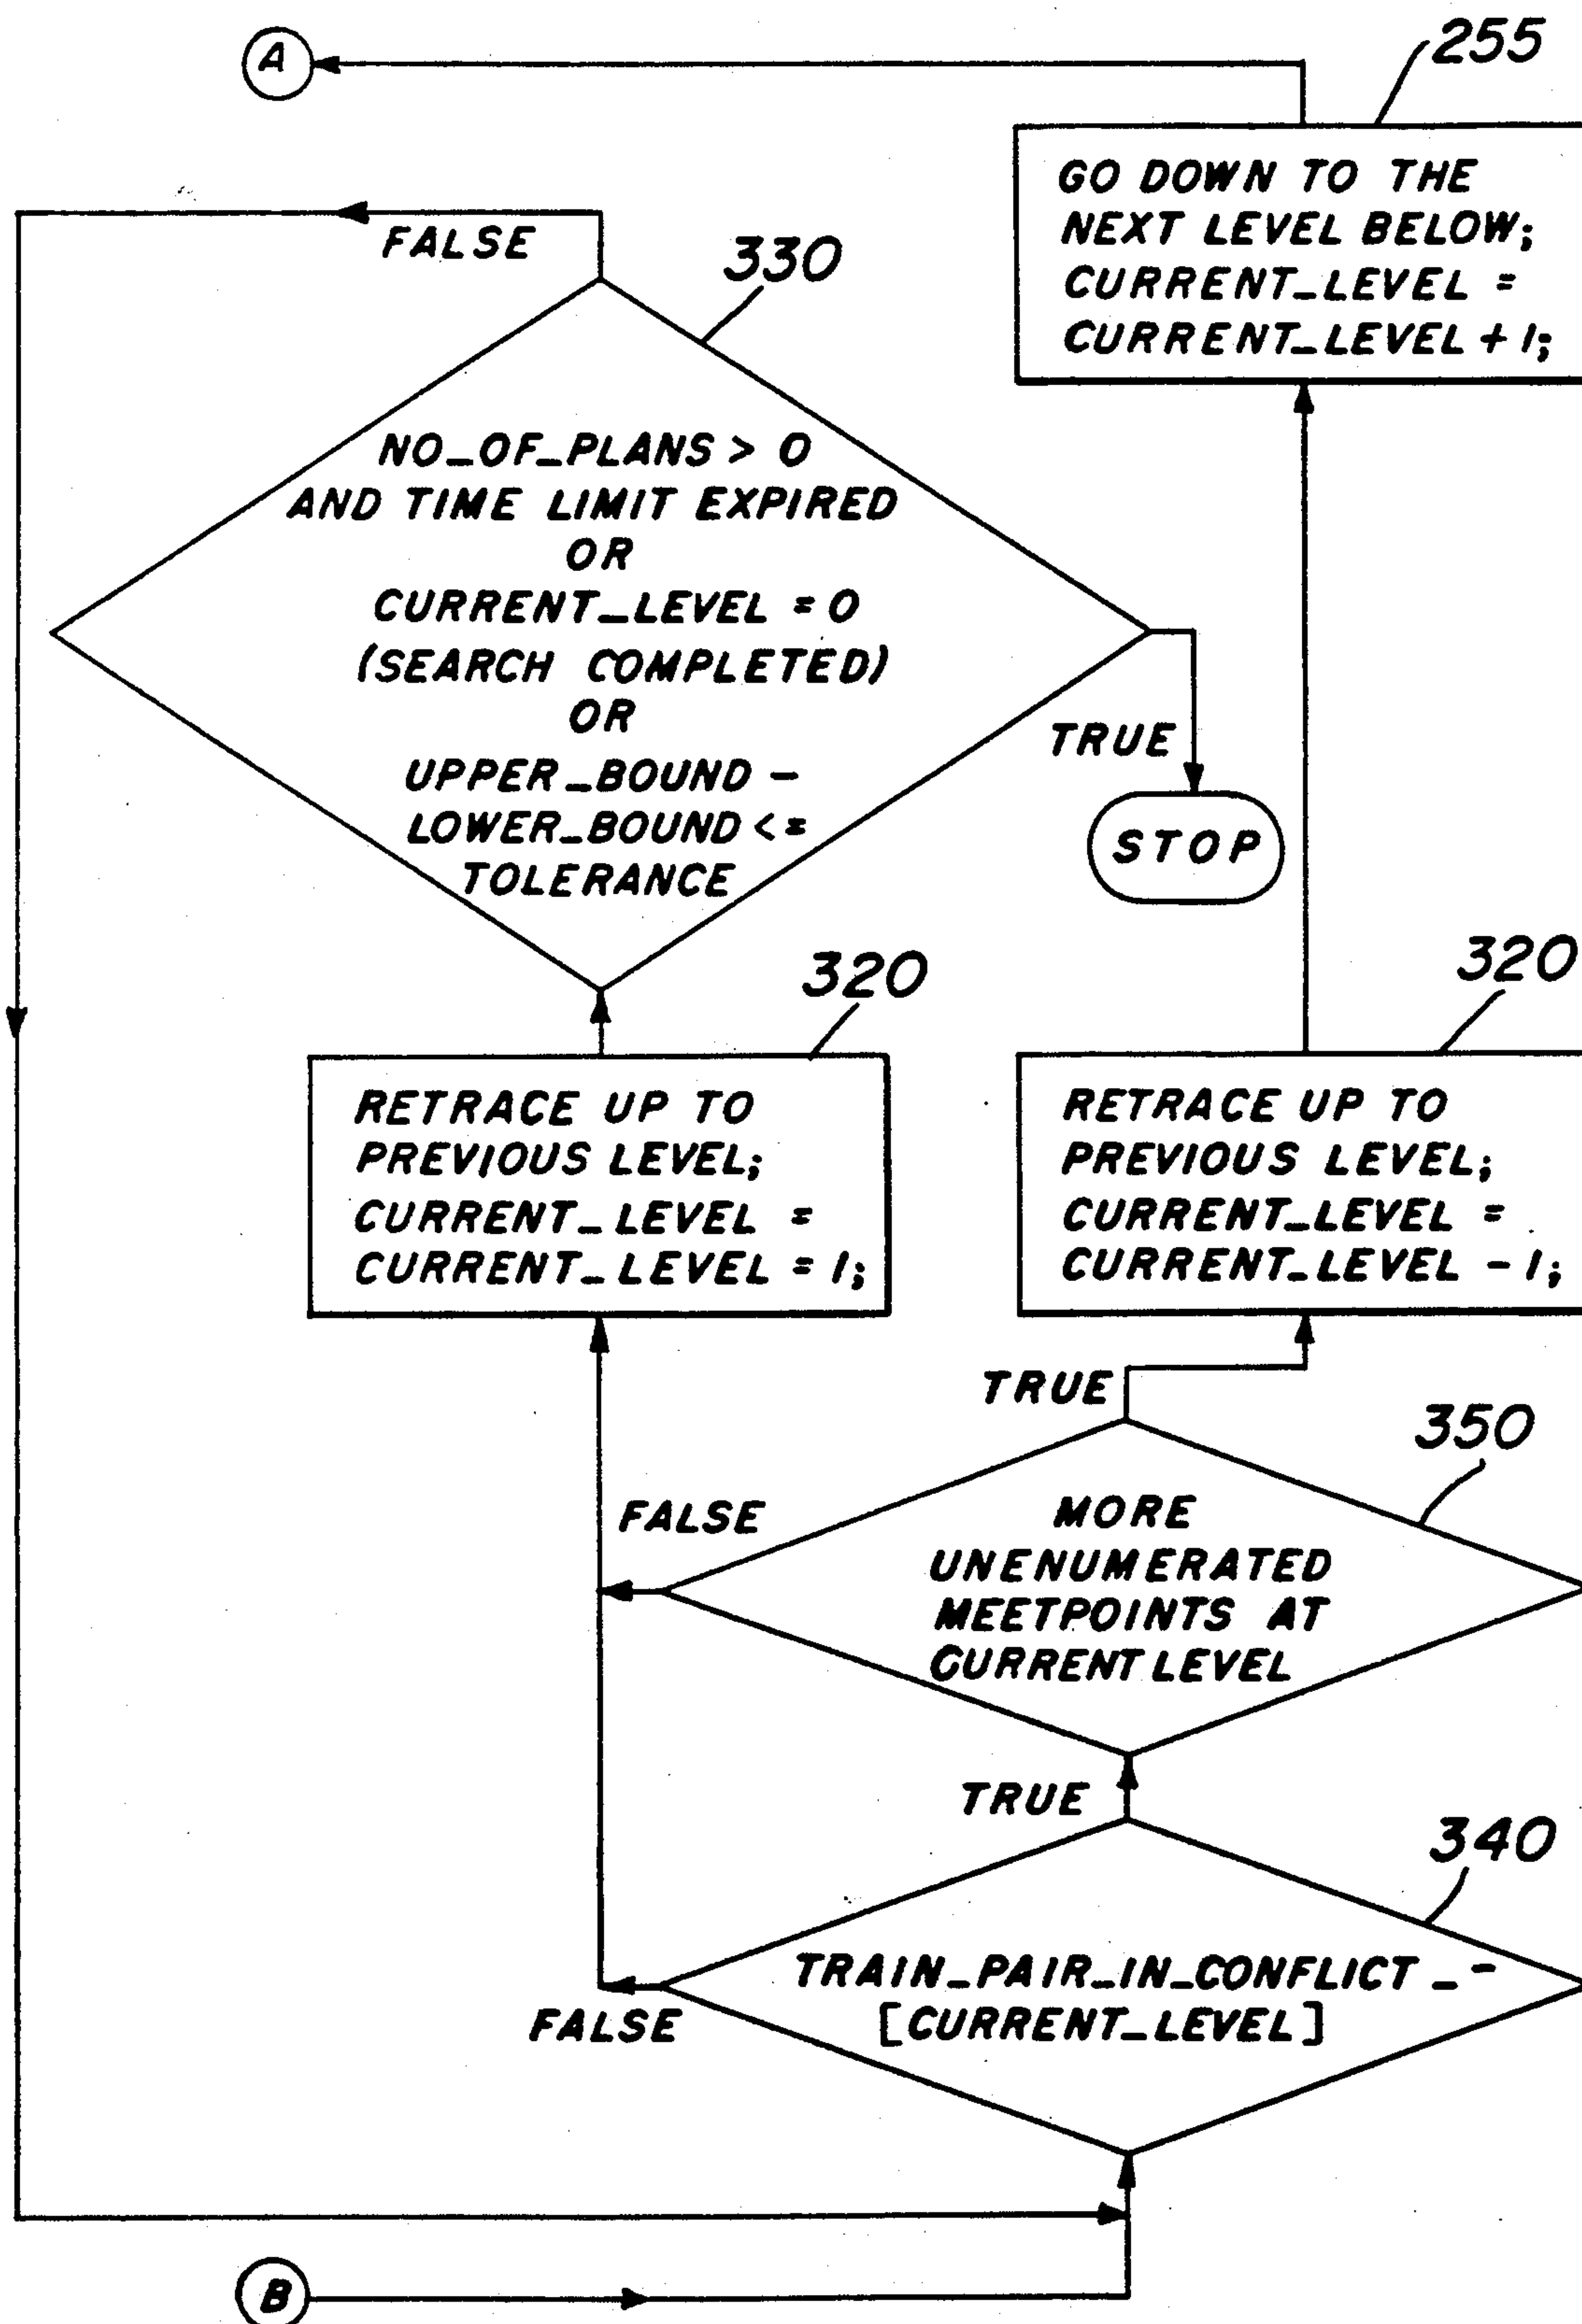 A
255
GO DOWN TO THE
NEXT LEVEL BELOW;
CURRENT_LEVEL =
CURRENT_LEVEL + 1;
FALSE
330
NO_OF_PLANS > 0
AND TIME LIMIT EXPIRED
OR
CURRENT_LEVEL = 0
(SEARCH COMPLETED)
OR
UPPER_BOUND -
LOWER_BOUND <=
TOLERANCE
TRUE
STOP
320
RETRACE UP TO
PREVIOUS LEVEL;
CURRENT_LEVEL =
CURRENT_LEVEL = 1;
320
RETRACE UP TO
PREVIOUS LEVEL;
CURRENT_LEVEL =
CURRENT_LEVEL - 1;
TRUE
350
FALSE
MORE
UNENUMERATED
MEETPOINTS AT
CURRENT LEVEL
TRUE
340
TRAIN_PAIR_IN_CONFLICT_-
[CURRENT_LEVEL]
FALSE
B